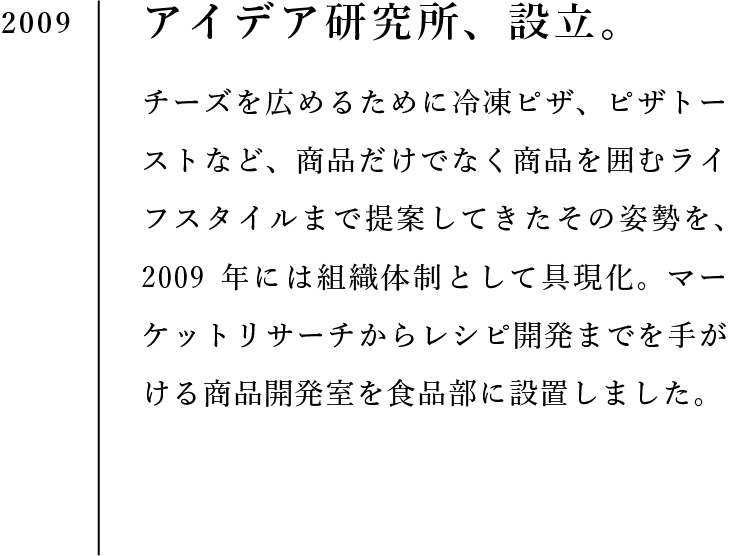 2009
アイデア研究所、設立。
チーズを広めるために冷凍ピザ、ピザトー
ストなど、商品だけでなく商品を囲むライ
フスタイルまで提案してきたその姿勢を、
2009 年には組織体制として具現化。マー
ケットリサーチからレシピ開発までを手が
ける商品開発室を食品部に設置しました。